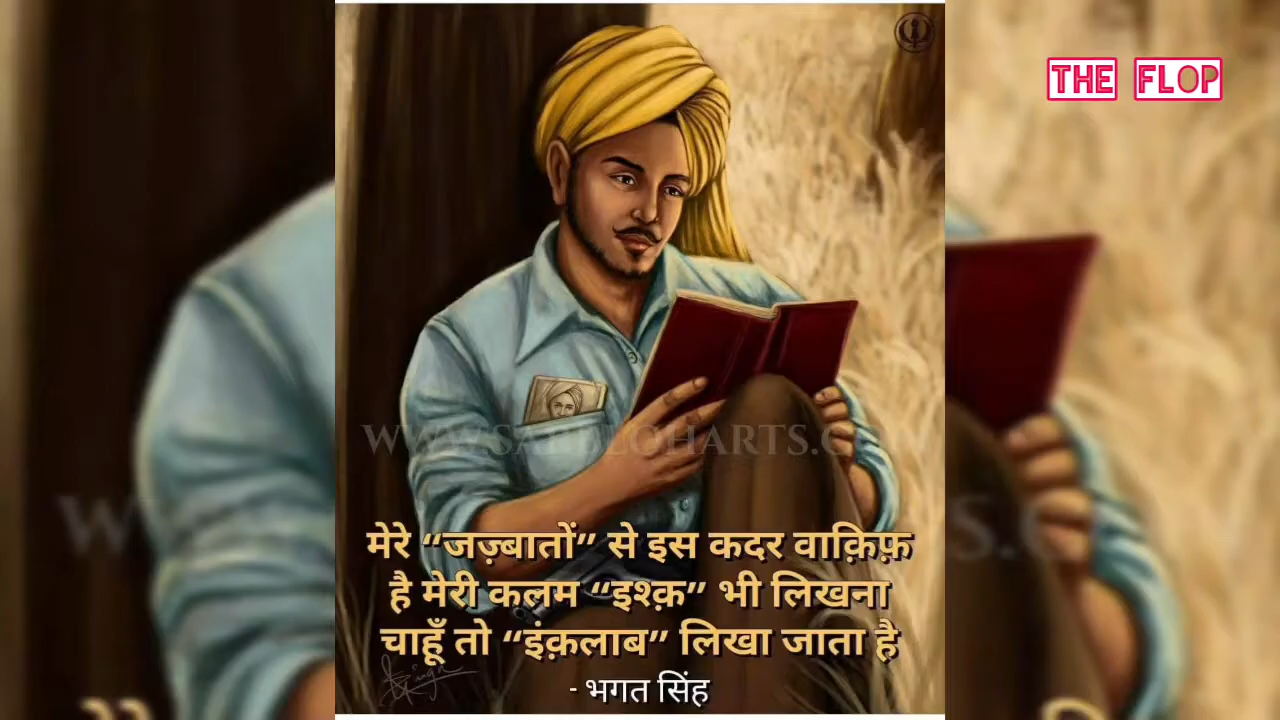 THE FLOP
मेरे “जज़्बातों” से इस कदर वाक़िफ़
है मेरी कलम “इश्क़” भी लिखना
चाहूँ तो “इंक़लाब” लिखा जाता है
- भगत सिंह